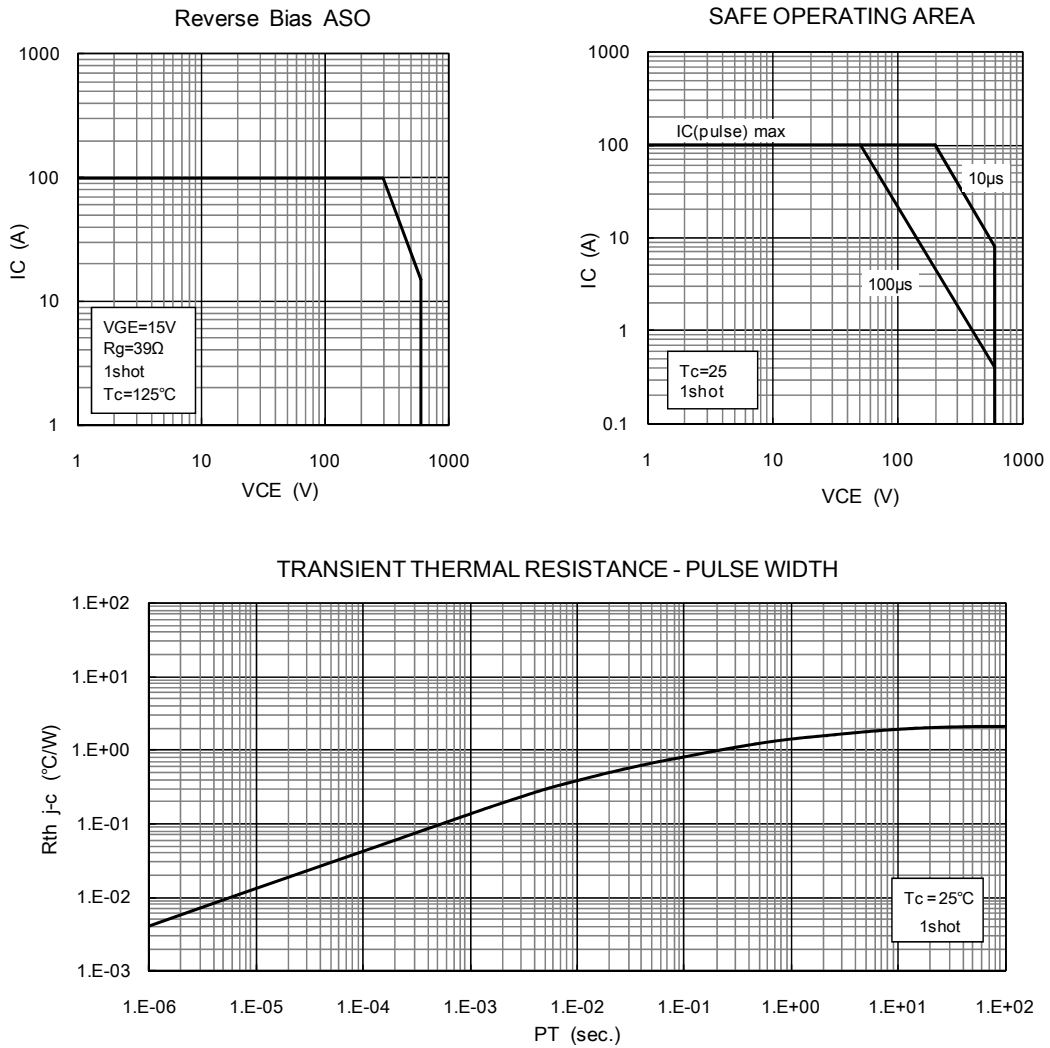 Reverse Bias ASO
1000
100
10
1
IC (A)
VGE=15V
Rg=39Ω
1shot
Tc=125℃
1 10 100 1000
VCE (V)
SAFE OPERATING AREA
1000
100
10
1
0.1
IC (A)
IC(pulse) max
10μs
100μs
Tc=25
1shot
1 10 100 1000
VCE (V)
TRANSIENT THERMAL RESISTANCE - PULSE WIDTH
1.E+02
1.E+01
1.E+00
1.E-01
1.E-02
1.E-03
Rth j-c (℃/W)
Tc =25℃
1shot
1.E-06 1.E-05 1.E-04 1.E-03 1.E-02 1.E-01 1.E+00 1.E+01 1.E+02
PT (sec.)